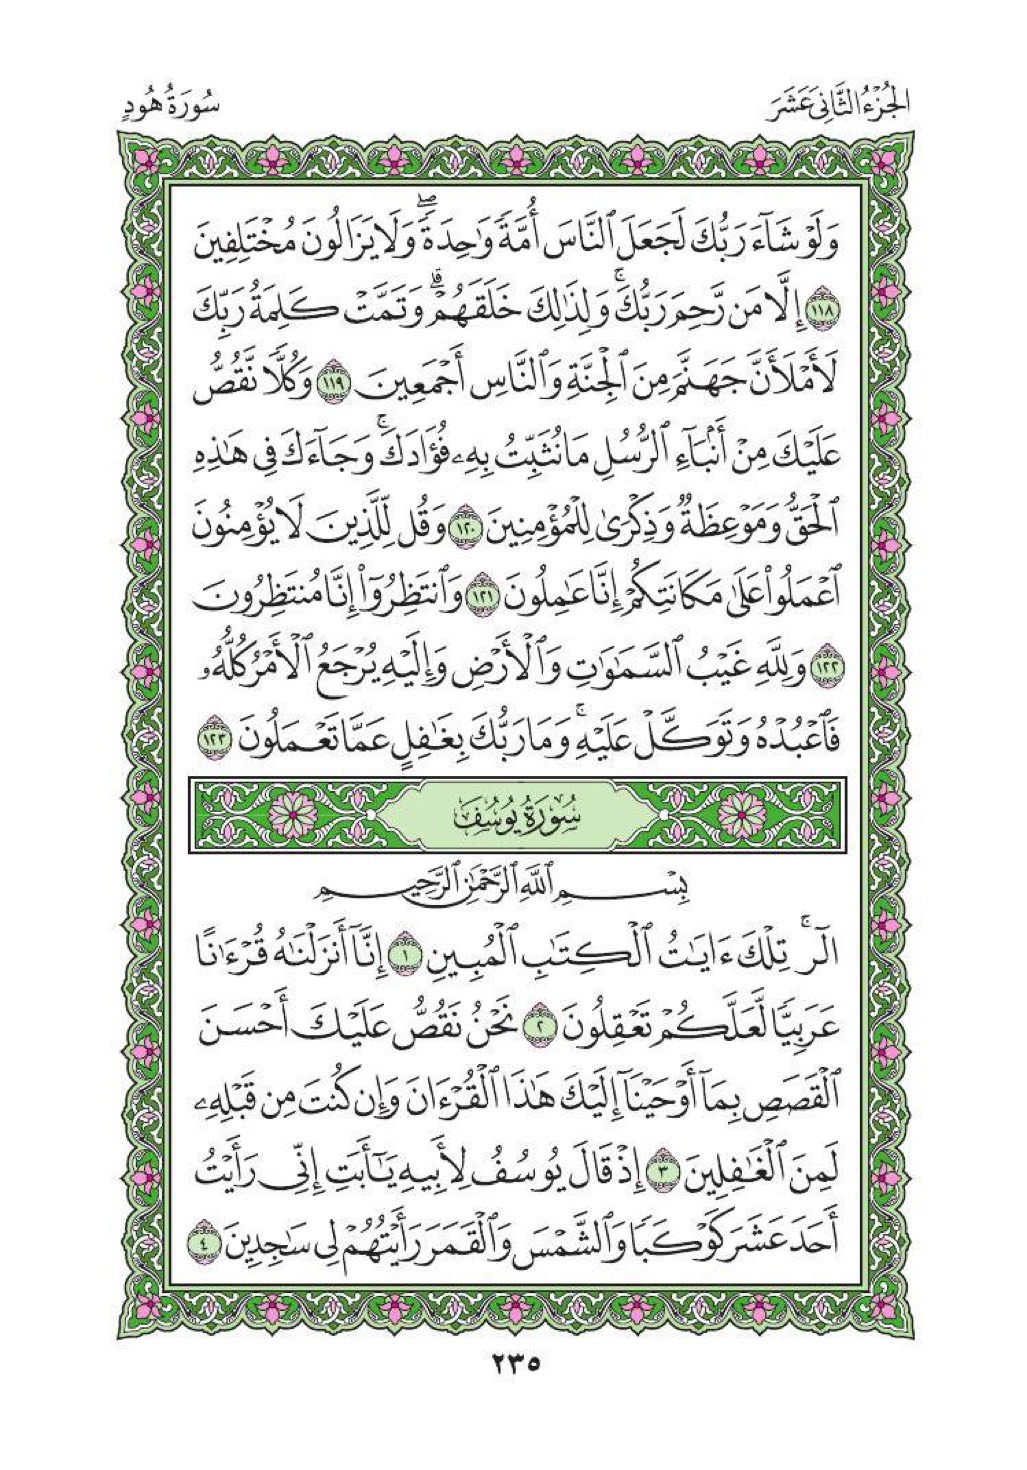 الجُزْءُ الثَّانِي عَشَرَ
سُورَةُ هُودٍ
وَلَوْ شَآءَ رَبُّكَ لَجَعَلَ ٱلنَّاسَ أُمَّةً وَٰحِدَةًۖ وَلَا يَزَالُونَ مُخْتَلِفِينَ
١١٨ إِلَّا مَن رَّحِمَ رَبُّكَۚ وَلِذَٰلِكَ خَلَقَهُمْۗ وَتَمَّتْ كَلِمَةُ رَبِّكَ
لَأَمْلَأَنَّ جَهَنَّمَ مِنَ ٱلْجِنَّةِ وَٱلنَّاسِ أَجْمَعِينَ ١١٩ وَكُلًّا نَّقُصُّ
عَلَيْكَ مِنْ أَنۢبَآءِ ٱلرُّسُلِ مَا نُثَبِّتُ بِهِۦ فُؤَادَكَۚ وَجَآءَكَ فِي هَٰذِهِ
ٱلْحَقُّ وَمَوْعِظَةٌ وَذِكْرَىٰ لِلْمُؤْمِنِينَ ١٢٠ وَقُل لِّلَّذِينَ لَا يُؤْمِنُونَ
ٱعْمَلُوا۟ عَلَىٰ مَكَانَتِكُمْ إِنَّا عَٰمِلُونَ ١٢١ وَٱنتَظِرُوٓا۟ إِنَّا مُنتَظِرُونَ
١٢٢ وَلِلَّهِ غَيْبُ ٱلسَّمَٰوَٰتِ وَٱلْأَرْضِ وَإِلَيْهِ يُرْجَعُ ٱلْأَمْرُ كُلُّهُۥ
فَٱعْبُدْهُ وَتَوَكَّلْ عَلَيْهِۚ وَمَا رَبُّكَ بِغَٰفِلٍ عَمَّا تَعْمَلُونَ ١٢٣
سُورَةُ يُوسُفَ
بِسْمِ ٱللَّهِ ٱلرَّحْمَٰنِ ٱلرَّحِيمِ
الٓرۚ تِلْكَ ءَايَٰتُ ٱلْكِتَٰبِ ٱلْمُبِينِ ١ إِنَّآ أَنزَلْنَٰهُ قُرْءَٰنًا
عَرَبِيًّا لَّعَلَّكُمْ تَعْقِلُونَ ٢ نَحْنُ نَقُصُّ عَلَيْكَ أَحْسَنَ
ٱلْقَصَصِ بِمَآ أَوْحَيْنَآ إِلَيْكَ هَٰذَا ٱلْقُرْءَانَ وَإِن كُنتَ مِن قَبْلِهِۦ
لَمِنَ ٱلْغَٰفِلِينَ ٣ إِذْ قَالَ يُوسُفُ لِأَبِيهِ يَٰٓأَبَتِ إِنِّي رَأَيْتُ
أَحَدَ عَشَرَ كَوْكَبًا وَٱلشَّمْسَ وَٱلْقَمَرَ رَأَيْتُهُمْ لِي سَٰجِدِينَ ٤
٢٣٥